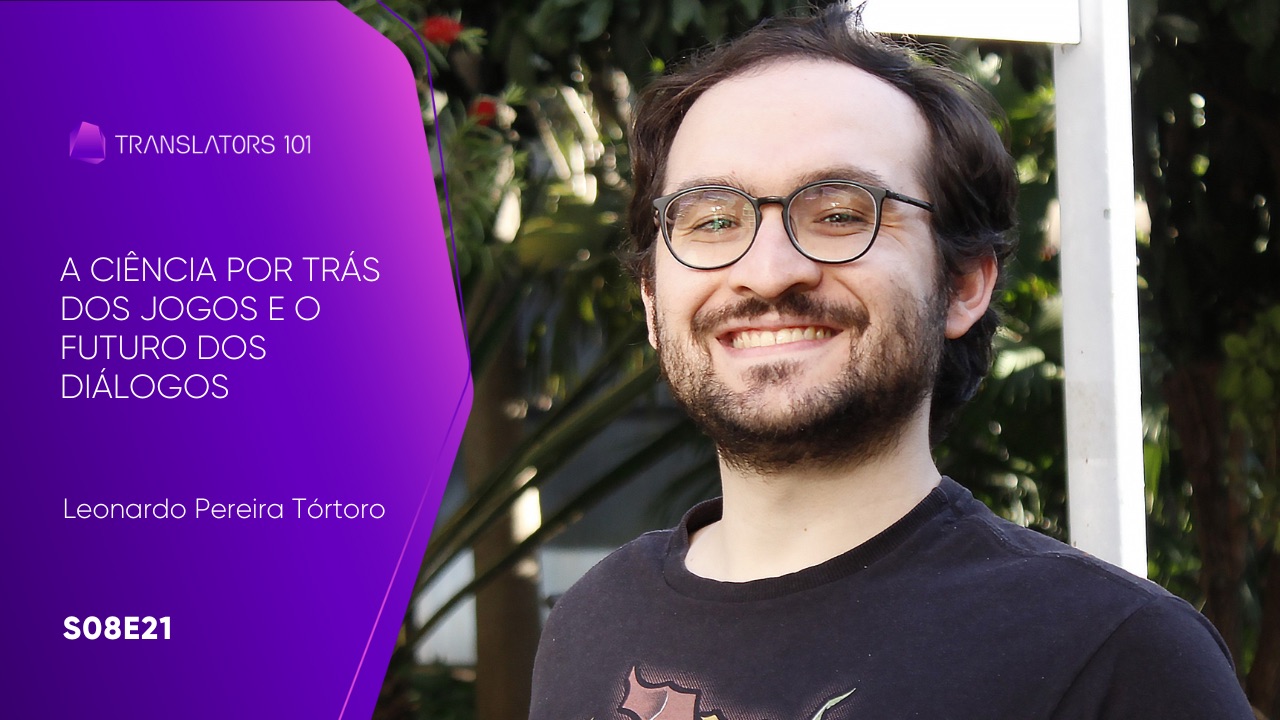 TRANSLATORS 101
A CIÊNCIA POR TRÁS
DOS JOGOS E O
FUTURO DOS
DIÁLOGOS
Leonardo Pereira Tórtoro
S08E21